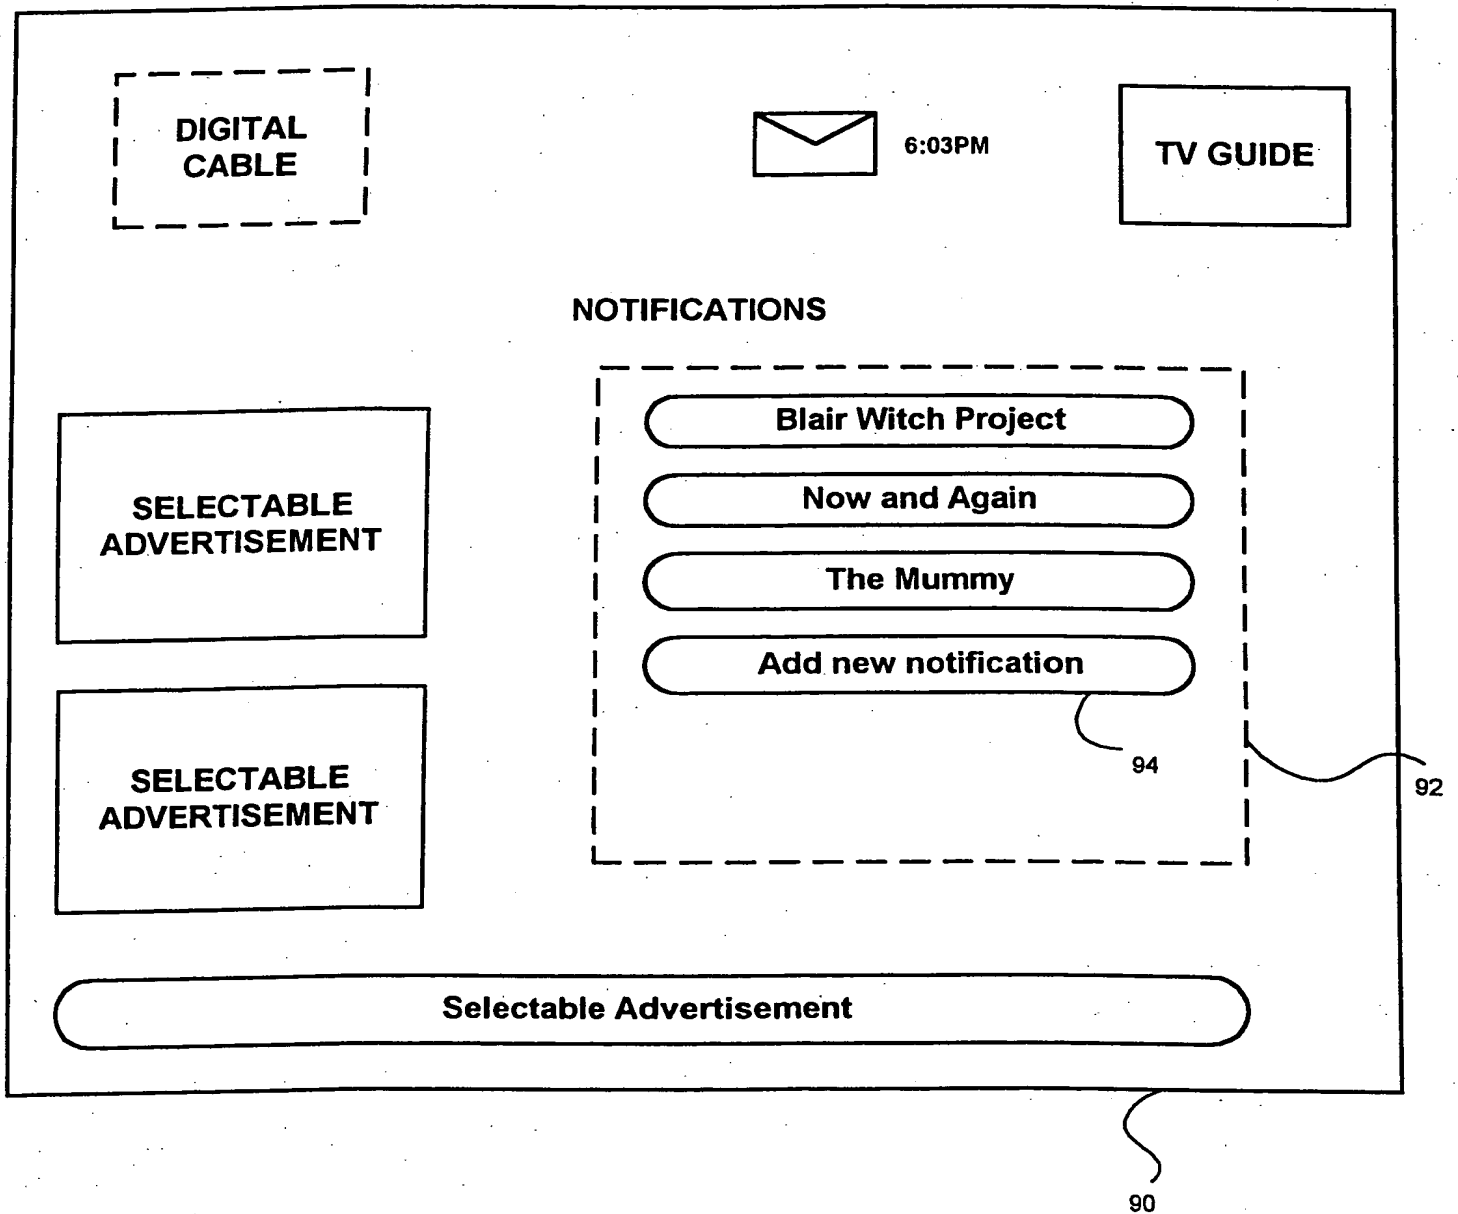 DIGITAL
CABLE
6:03PM
TV GUIDE
NOTIFICATIONS
Blair Witch Project
Now and Again
The Mummy
Add new notification
94
92
SELECTABLE
ADVERTISEMENT
SELECTABLE
ADVERTISEMENT
Selectable Advertisement
90